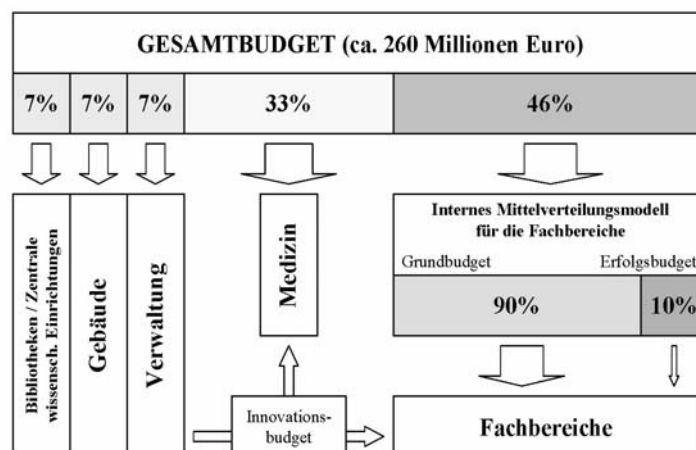 GESAMTBUDGET (ca. 260 Millionen Euro)
7%
7%
7%
33%
46%
Bibliotheken / Zentrale
wissensch. Einrichtungen
Gebäude
Verwaltung
Medizin
Internes Mittelverteilungsmodell
für die Fachbereiche
Grundbudget
Erfolgsbudget
90%
10%
Innovations-
budget
Fachbereiche